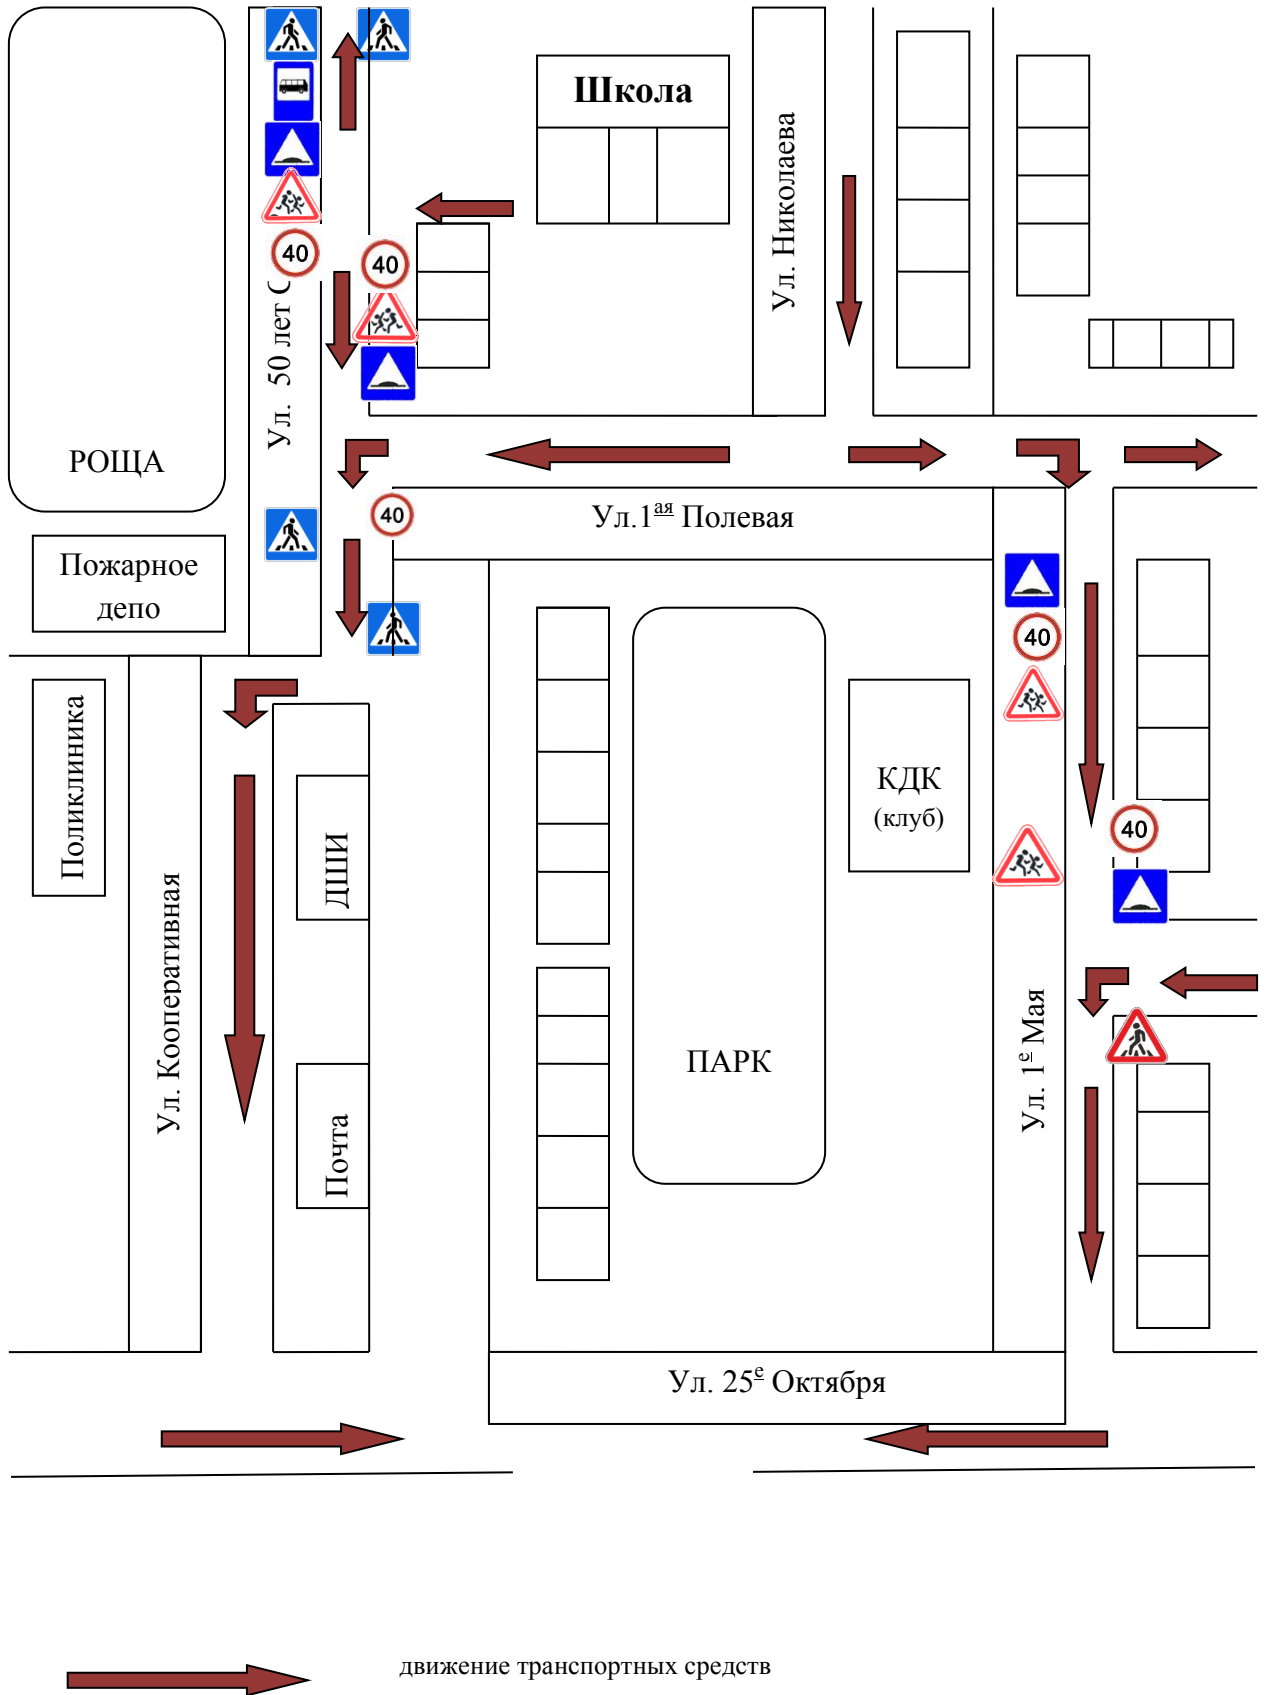 Школа
Ул. Николаева
40
40
Ул. 50 лет С
РОЩА
Ул.1ая Полевая
40
Пожарное
депо
40
Поликлиника
КДК
(клуб)
40
ДШИ
Ул. Кооперативная
Ул. 1е Мая
ПАРК
Почта
Ул. 25е Октября
движение транспортных средств